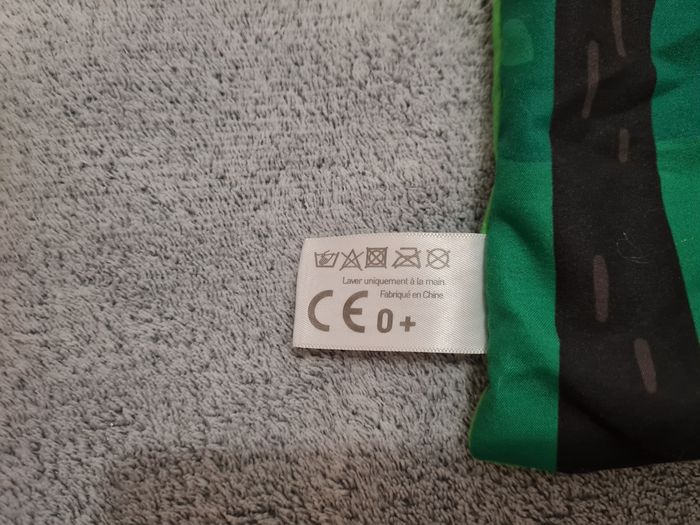 Laver uniquement à la main.
Fabriqué en Chine.
CE 0+